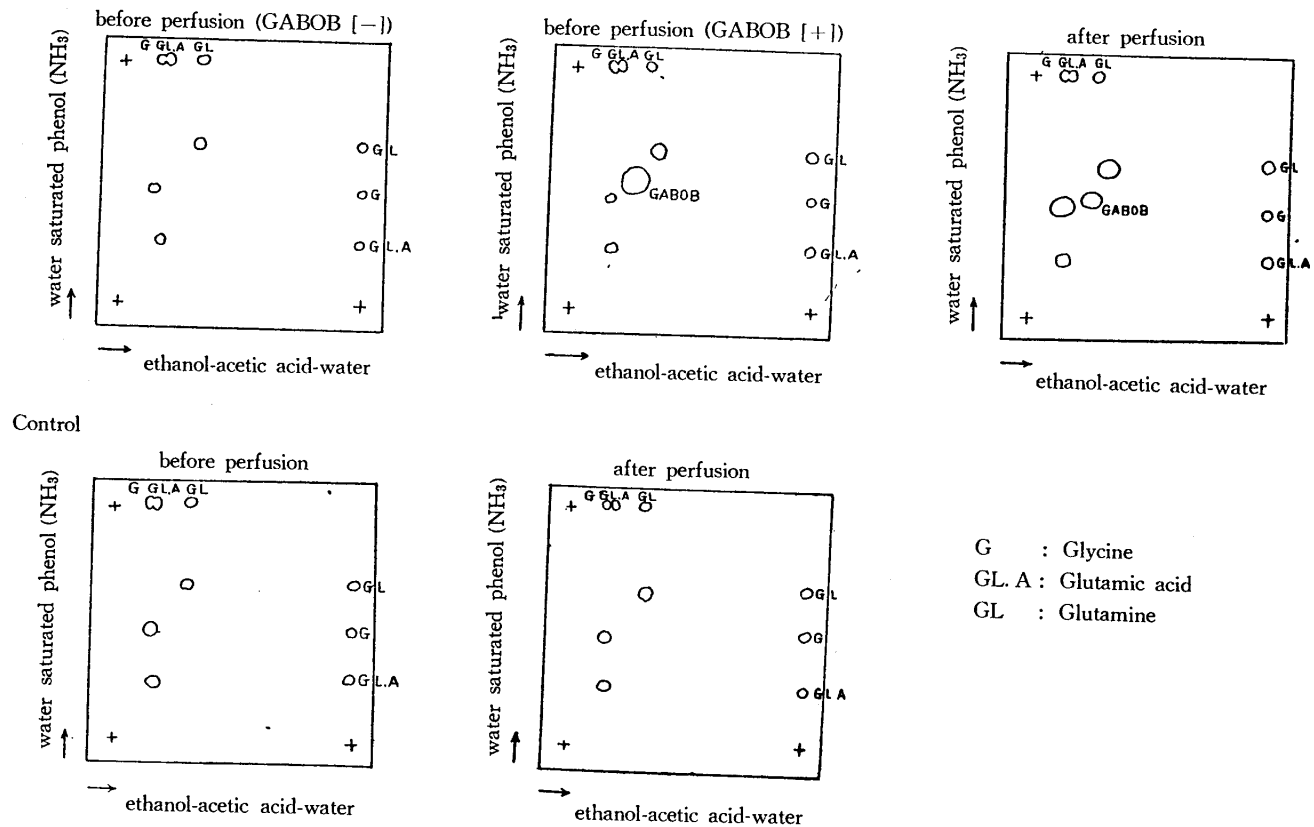 before perfusion (GABOB [−])
G GL.A GL
water saturated phenol (NH₃)
GL
G
GL.A
ethanol-acetic acid-water
before perfusion (GABOB [+])
G GL.A GL
water saturated phenol (NH₃)
GABOB
GL
G
GL.A
ethanol-acetic acid-water
after perfusion
G GL.A GL
water saturated phenol (NH₃)
GABOB
GL
G
GL.A
ethanol-acetic acid-water
Control
before perfusion
G GL.A GL
water saturated phenol (NH₃)
GL
G
GL.A
ethanol-acetic acid-water
after perfusion
G GL.A GL
water saturated phenol (NH₃)
GL
G
GL A
ethanol-acetic acid-water
G : Glycine
GL. A : Glutamic acid
GL : Glutamine